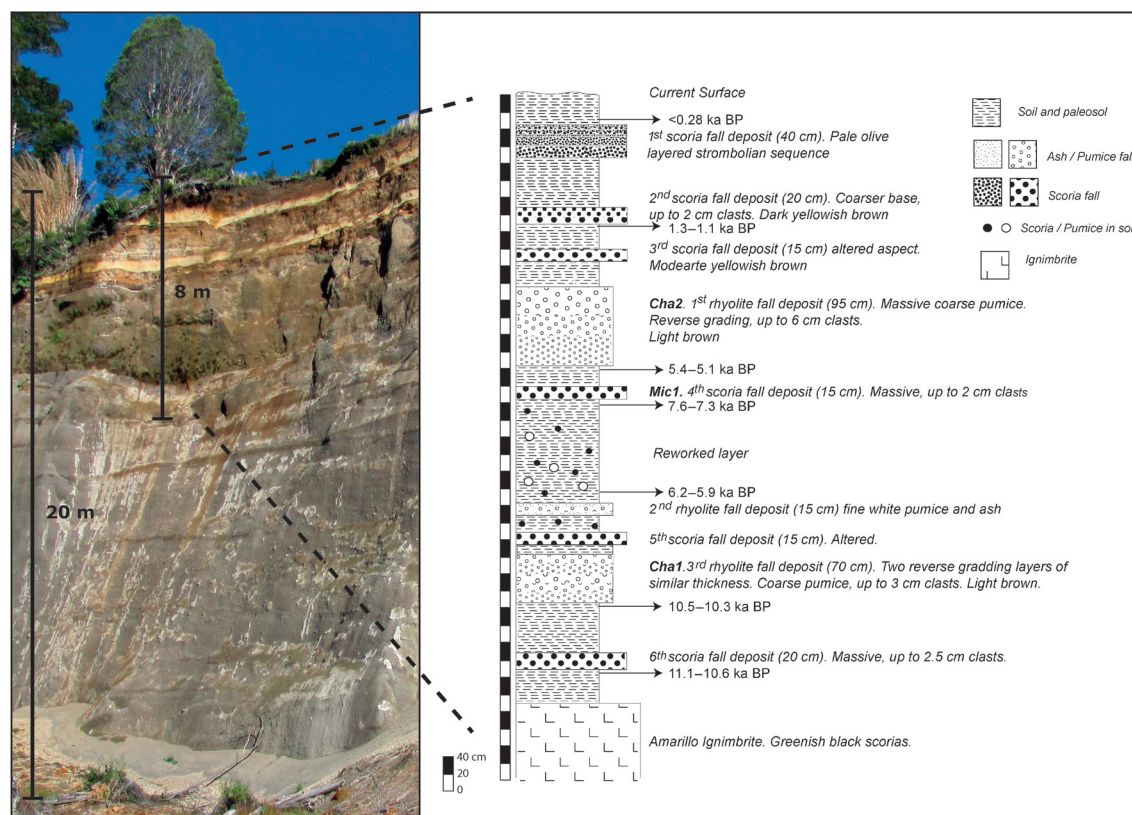 8 m
20 m
Current Surface
<0.28 ka BP
1st scoria fall deposit (40 cm). Pale olive
layered strombolian sequence
2nd scoria fall deposit (20 cm). Coarser base,
up to 2 cm clasts. Dark yellowish brown
1.3–1.1 ka BP
3rd scoria fall deposit (15 cm) altered aspect.
Modearte yellowish brown
Cha2. 1st rhyolite fall deposit (95 cm). Massive coarse pumice.
Reverse grading, up to 6 cm clasts.
Light brown
5.4–5.1 ka BP
Mic1. 4th scoria fall deposit (15 cm). Massive, up to 2 cm clasts
7.6–7.3 ka BP
Reworked layer
6.2–5.9 ka BP
2nd rhyolite fall deposit (15 cm) fine white pumice and ash
5th scoria fall deposit (15 cm). Altered.
Cha1.3rd rhyolite fall deposit (70 cm). Two reverse gradding layers of
similar thickness. Coarse pumice, up to 3 cm clasts. Light brown.
10.5–10.3 ka BP
6th scoria fall deposit (20 cm). Massive, up to 2.5 cm clasts.
11.1–10.6 ka BP
Amarillo Ignimbrite. Greenish black scorias.
40 cm
20
0
Soil and paleosol
Ash / Pumice fall
Scoria fall
Scoria / Pumice in so
Ignimbrite